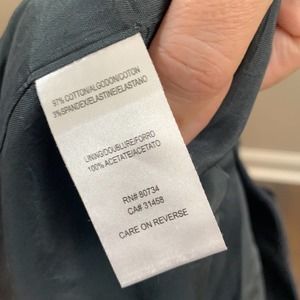 97% COTTON/ALGODON/COTON
3%SPANDEX/ELASTINE/ELASTANO
LINING/DOUBLURE/FORRO
100% ACETATE/ACETATO
RN# 80734
CA# 31458
CARE ON REVERSE